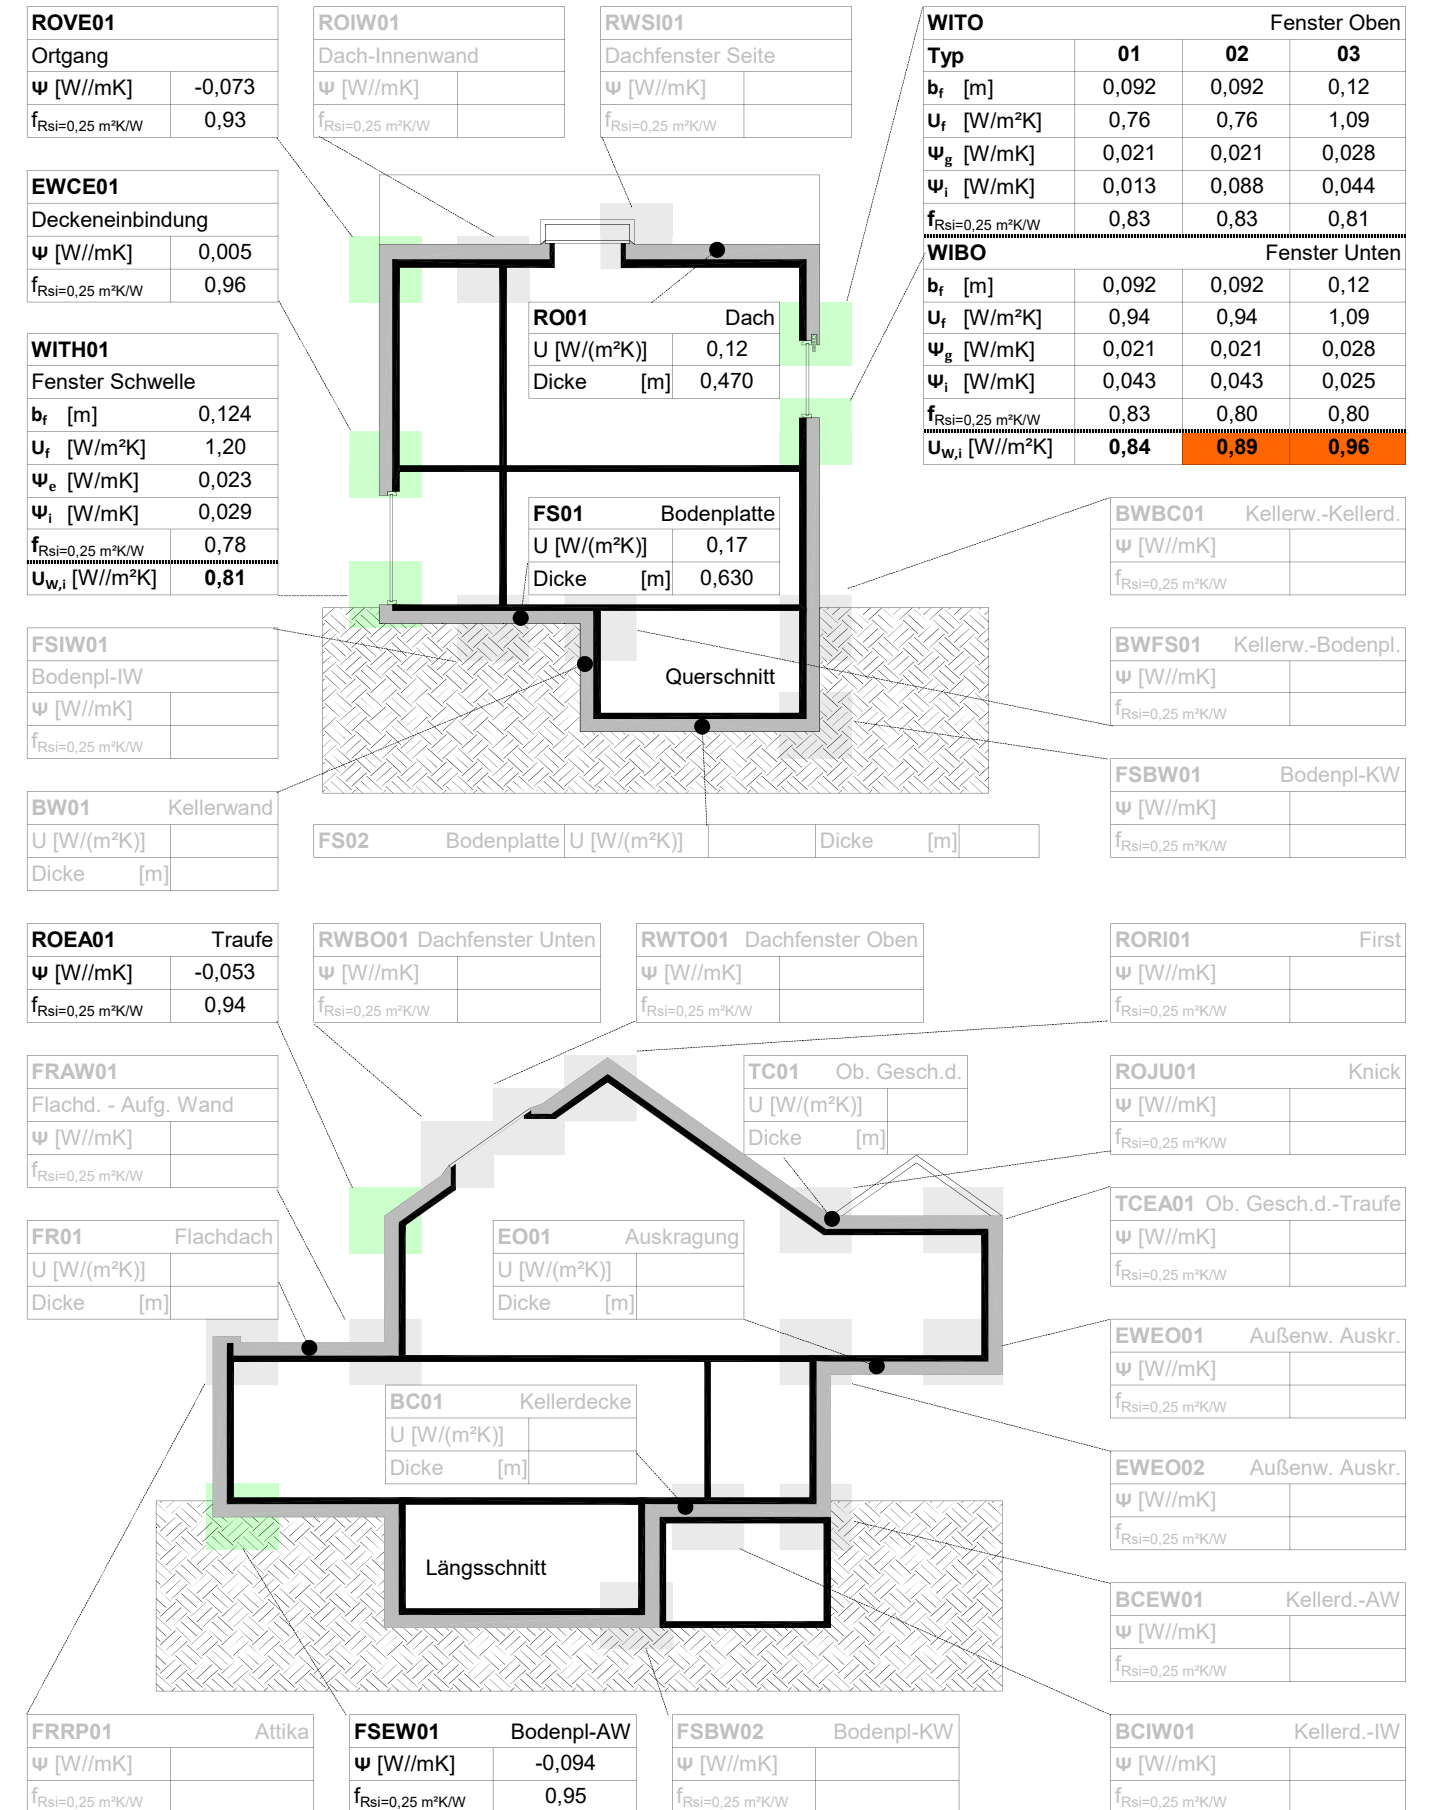 ROVE01
Ortgang
Ψ [W//mK] -0,073
fRsi=0,25 m²K/W 0,93
ROIW01
Dach-Innenwand
Ψ [W//mK]
fRsi=0,25 m²K/W
RWSI01
Dachfenster Seite
Ψ [W//mK]
fRsi=0,25 m²K/W
WITO Fenster Oben
Typ 01 02 03
bf [m] 0,092 0,092 0,12
Uf [W/m²K] 0,76 0,76 1,09
Ψg [W/mK] 0,021 0,021 0,028
Ψi [W/mK] 0,013 0,088 0,044
fRsi=0,25 m²K/W 0,83 0,83 0,81
WIBO Fenster Unten
bf [m] 0,092 0,092 0,12
Uf [W/m²K] 0,94 0,94 1,09
Ψg [W/mK] 0,021 0,021 0,028
Ψi [W/mK] 0,043 0,043 0,025
fRsi=0,25 m²K/W 0,83 0,80 0,80
UW,i [W//m²K] 0,84 0,89 0,96
EWCE01
Deckeneinbindung
Ψ [W//mK] 0,005
fRsi=0,25 m²K/W 0,96
RO01 Dach
U [W/(m²K)] 0,12
Dicke [m] 0,470
WITH01
Fenster Schwelle
bf [m] 0,124
Uf [W/m²K] 1,20
Ψe [W/mK] 0,023
Ψi [W/mK] 0,029
fRsi=0,25 m²K/W 0,78
UW,i [W//m²K] 0,81
FS01 Bodenplatte
U [W/(m²K)] 0,17
Dicke [m] 0,630
BWBC01 Kellerw.-Kellerd.
Ψ [W//mK]
fRsi=0,25 m²K/W
FSIW01
Bodenpl-IW
Ψ [W//mK]
fRsi=0,25 m²K/W
Querschnitt
BWFS01 Kellerw.-Bodenpl.
Ψ [W//mK]
fRsi=0,25 m²K/W
FSBW01 Bodenpl-KW
Ψ [W//mK]
fRsi=0,25 m²K/W
BW01 Kellerwand
U [W/(m²K)]
Dicke [m]
FS02 Bodenplatte U [W/(m²K)] Dicke [m]
ROEA01 Traufe
Ψ [W//mK] -0,053
fRsi=0,25 m²K/W 0,94
RWBO01 Dachfenster Unten
Ψ [W//mK]
fRsi=0,25 m²K/W
RWTO01 Dachfenster Oben
Ψ [W//mK]
fRsi=0,25 m²K/W
RORI01 First
Ψ [W//mK]
fRsi=0,25 m²K/W
FRAW01
Flachd. - Aufg. Wand
Ψ [W//mK]
fRsi=0,25 m²K/W
TC01 Ob. Gesch.d.
U [W/(m²K)]
Dicke [m]
ROJU01 Knick
Ψ [W//mK]
fRsi=0,25 m²K/W
TCEA01 Ob. Gesch.d.-Traufe
Ψ [W//mK]
fRsi=0,25 m²K/W
FR01 Flachdach
U [W/(m²K)]
Dicke [m]
EO01 Auskragung
U [W/(m²K)]
Dicke [m]
EWEO01 Außenw. Auskr.
Ψ [W//mK]
fRsi=0,25 m²K/W
BC01 Kellerdecke
U [W/(m²K)]
Dicke [m]
EWEO02 Außenw. Auskr.
Ψ [W//mK]
fRsi=0,25 m²K/W
Längsschnitt
BCEW01 Kellerd.-AW
Ψ [W//mK]
fRsi=0,25 m²K/W
FRRP01 Attika
Ψ [W//mK]
fRsi=0,25 m²K/W
FSEW01 Bodenpl-AW
Ψ [W//mK] -0,094
fRsi=0,25 m²K/W 0,95
FSBW02 Bodenpl-KW
Ψ [W//mK]
fRsi=0,25 m²K/W
BCIW01 Kellerd.-IW
Ψ [W//mK]
fRsi=0,25 m²K/W